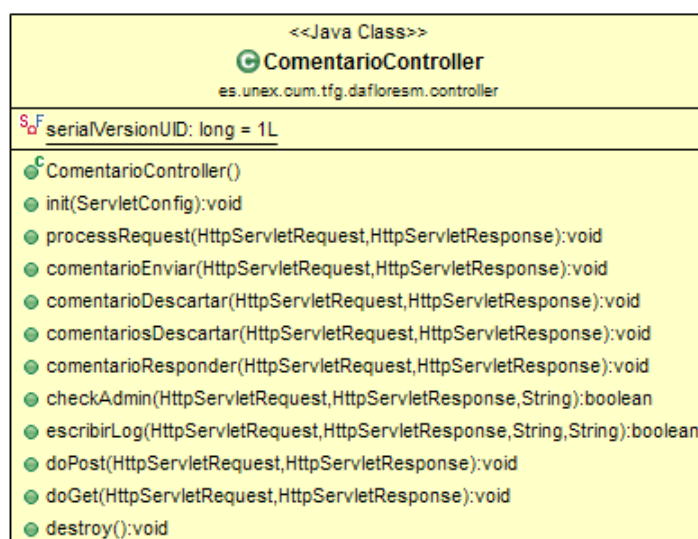 <<Java Class>>
C ComentarioController
es.unex.cum.tfg.dafloresm.controller
S F serialVersionUID: long = 1L
C ComentarioController()
init(ServletConfig):void
processRequest(HttpServletRequest,HttpServletResponse):void
comentarioEnviar(HttpServletRequest,HttpServletResponse):void
comentarioDescartar(HttpServletRequest,HttpServletResponse):void
comentariosDescartar(HttpServletRequest,HttpServletResponse):void
comentarioResponder(HttpServletRequest,HttpServletResponse):void
checkAdmin(HttpServletRequest,HttpServletResponse,String):boolean
escribirLog(HttpServletRequest,HttpServletResponse,String,String):boolean
doPost(HttpServletRequest,HttpServletResponse):void
doGet(HttpServletRequest,HttpServletResponse):void
destroy():void